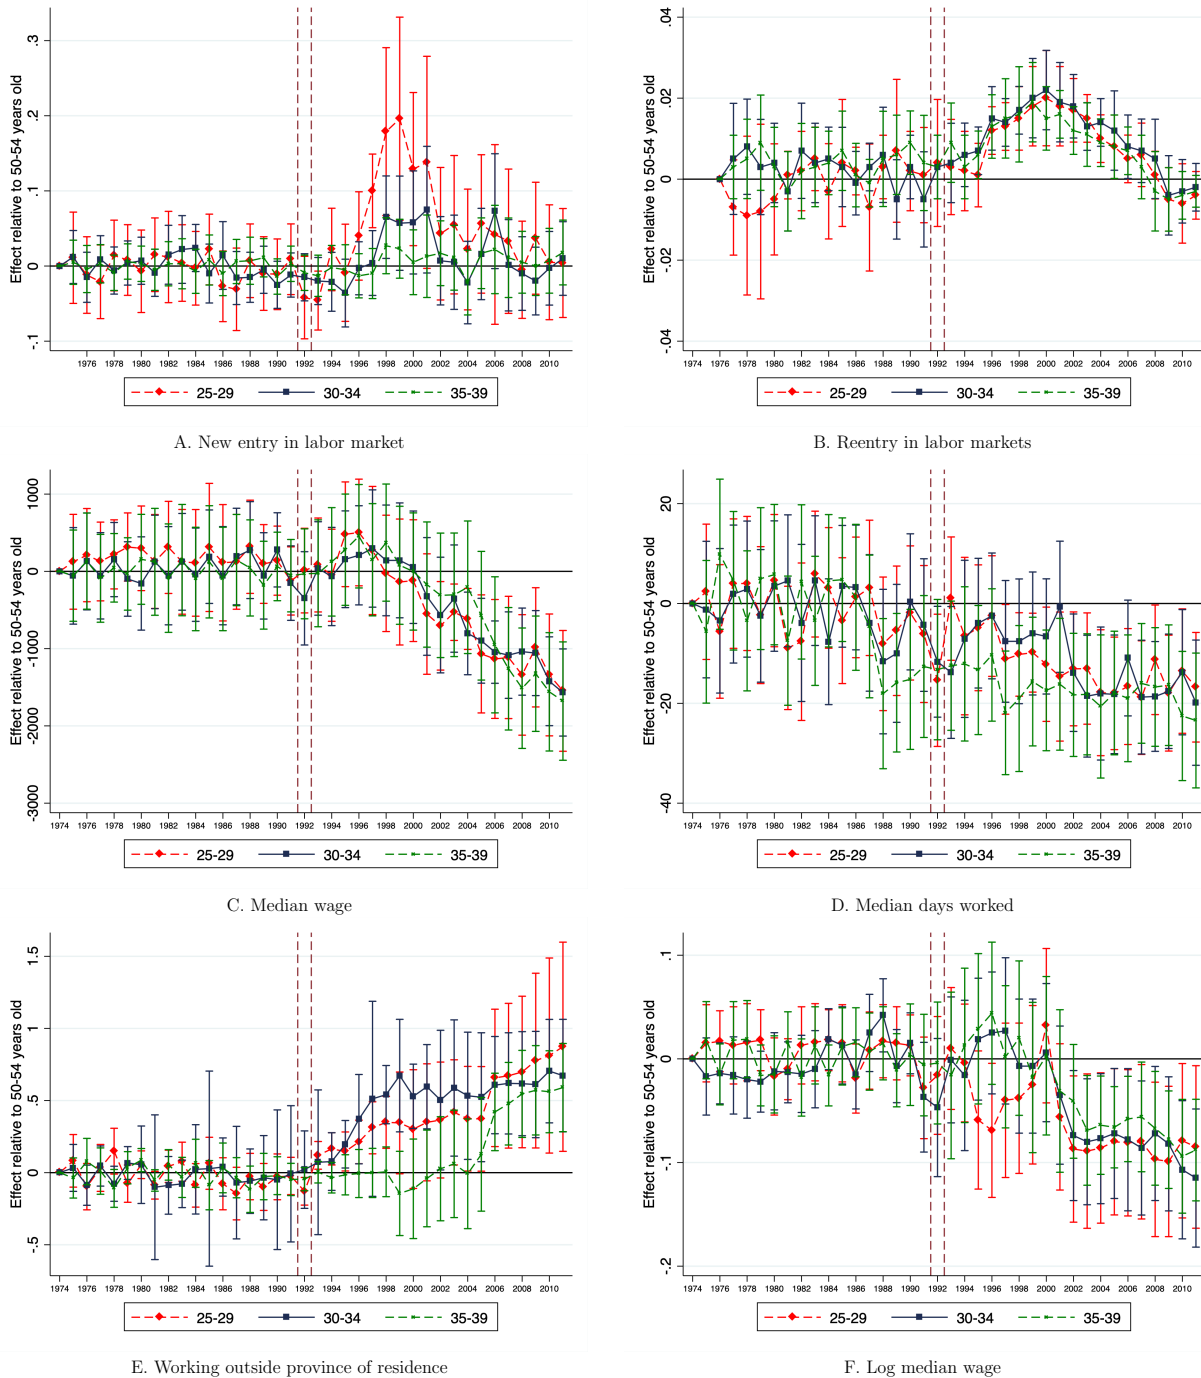 Effect relative to 50-54 years old
.3
.2
.1
0
-.1
1976 1978 1980 1982 1984 1986 1988 1990 1992 1994 1996 1998 2000 2002 2004 2006 2008 2010
25-29 30-34 35-39
A. New entry in labor market
Effect relative to 50-54 years old
.04
.02
0
-.02
-.04
1974 1976 1978 1980 1982 1984 1986 1988 1990 1992 1994 1996 1998 2000 2002 2004 2006 2008 2010
25-29 30-34 35-39
B. Reentry in labor markets
Effect relative to 50-54 years old
1000
0
-1000
-2000
-3000
1974 1976 1978 1980 1982 1984 1986 1988 1990 1992 1994 1996 1998 2000 2002 2004 2006 2008 2010
25-29 30-34 35-39
C. Median wage
Effect relative to 50-54 years old
20
0
-20
-40
1974 1976 1978 1980 1982 1984 1986 1988 1990 1992 1994 1996 1998 2000 2002 2004 2006 2008 2010
25-29 30-34 35-39
D. Median days worked
Effect relative to 50-54 years old
1.5
1
.5
0
-.5
1974 1976 1978 1980 1982 1984 1986 1988 1990 1992 1994 1996 1998 2000 2002 2004 2006 2008 2010
25-29 30-34 35-39
E. Working outside province of residence
Effect relative to 50-54 years old
.1
0
-.1
-.2
1974 1976 1978 1980 1982 1984 1986 1988 1990 1992 1994 1996 1998 2000 2002 2004 2006 2008 2010
25-29 30-34 35-39
F. Log median wage